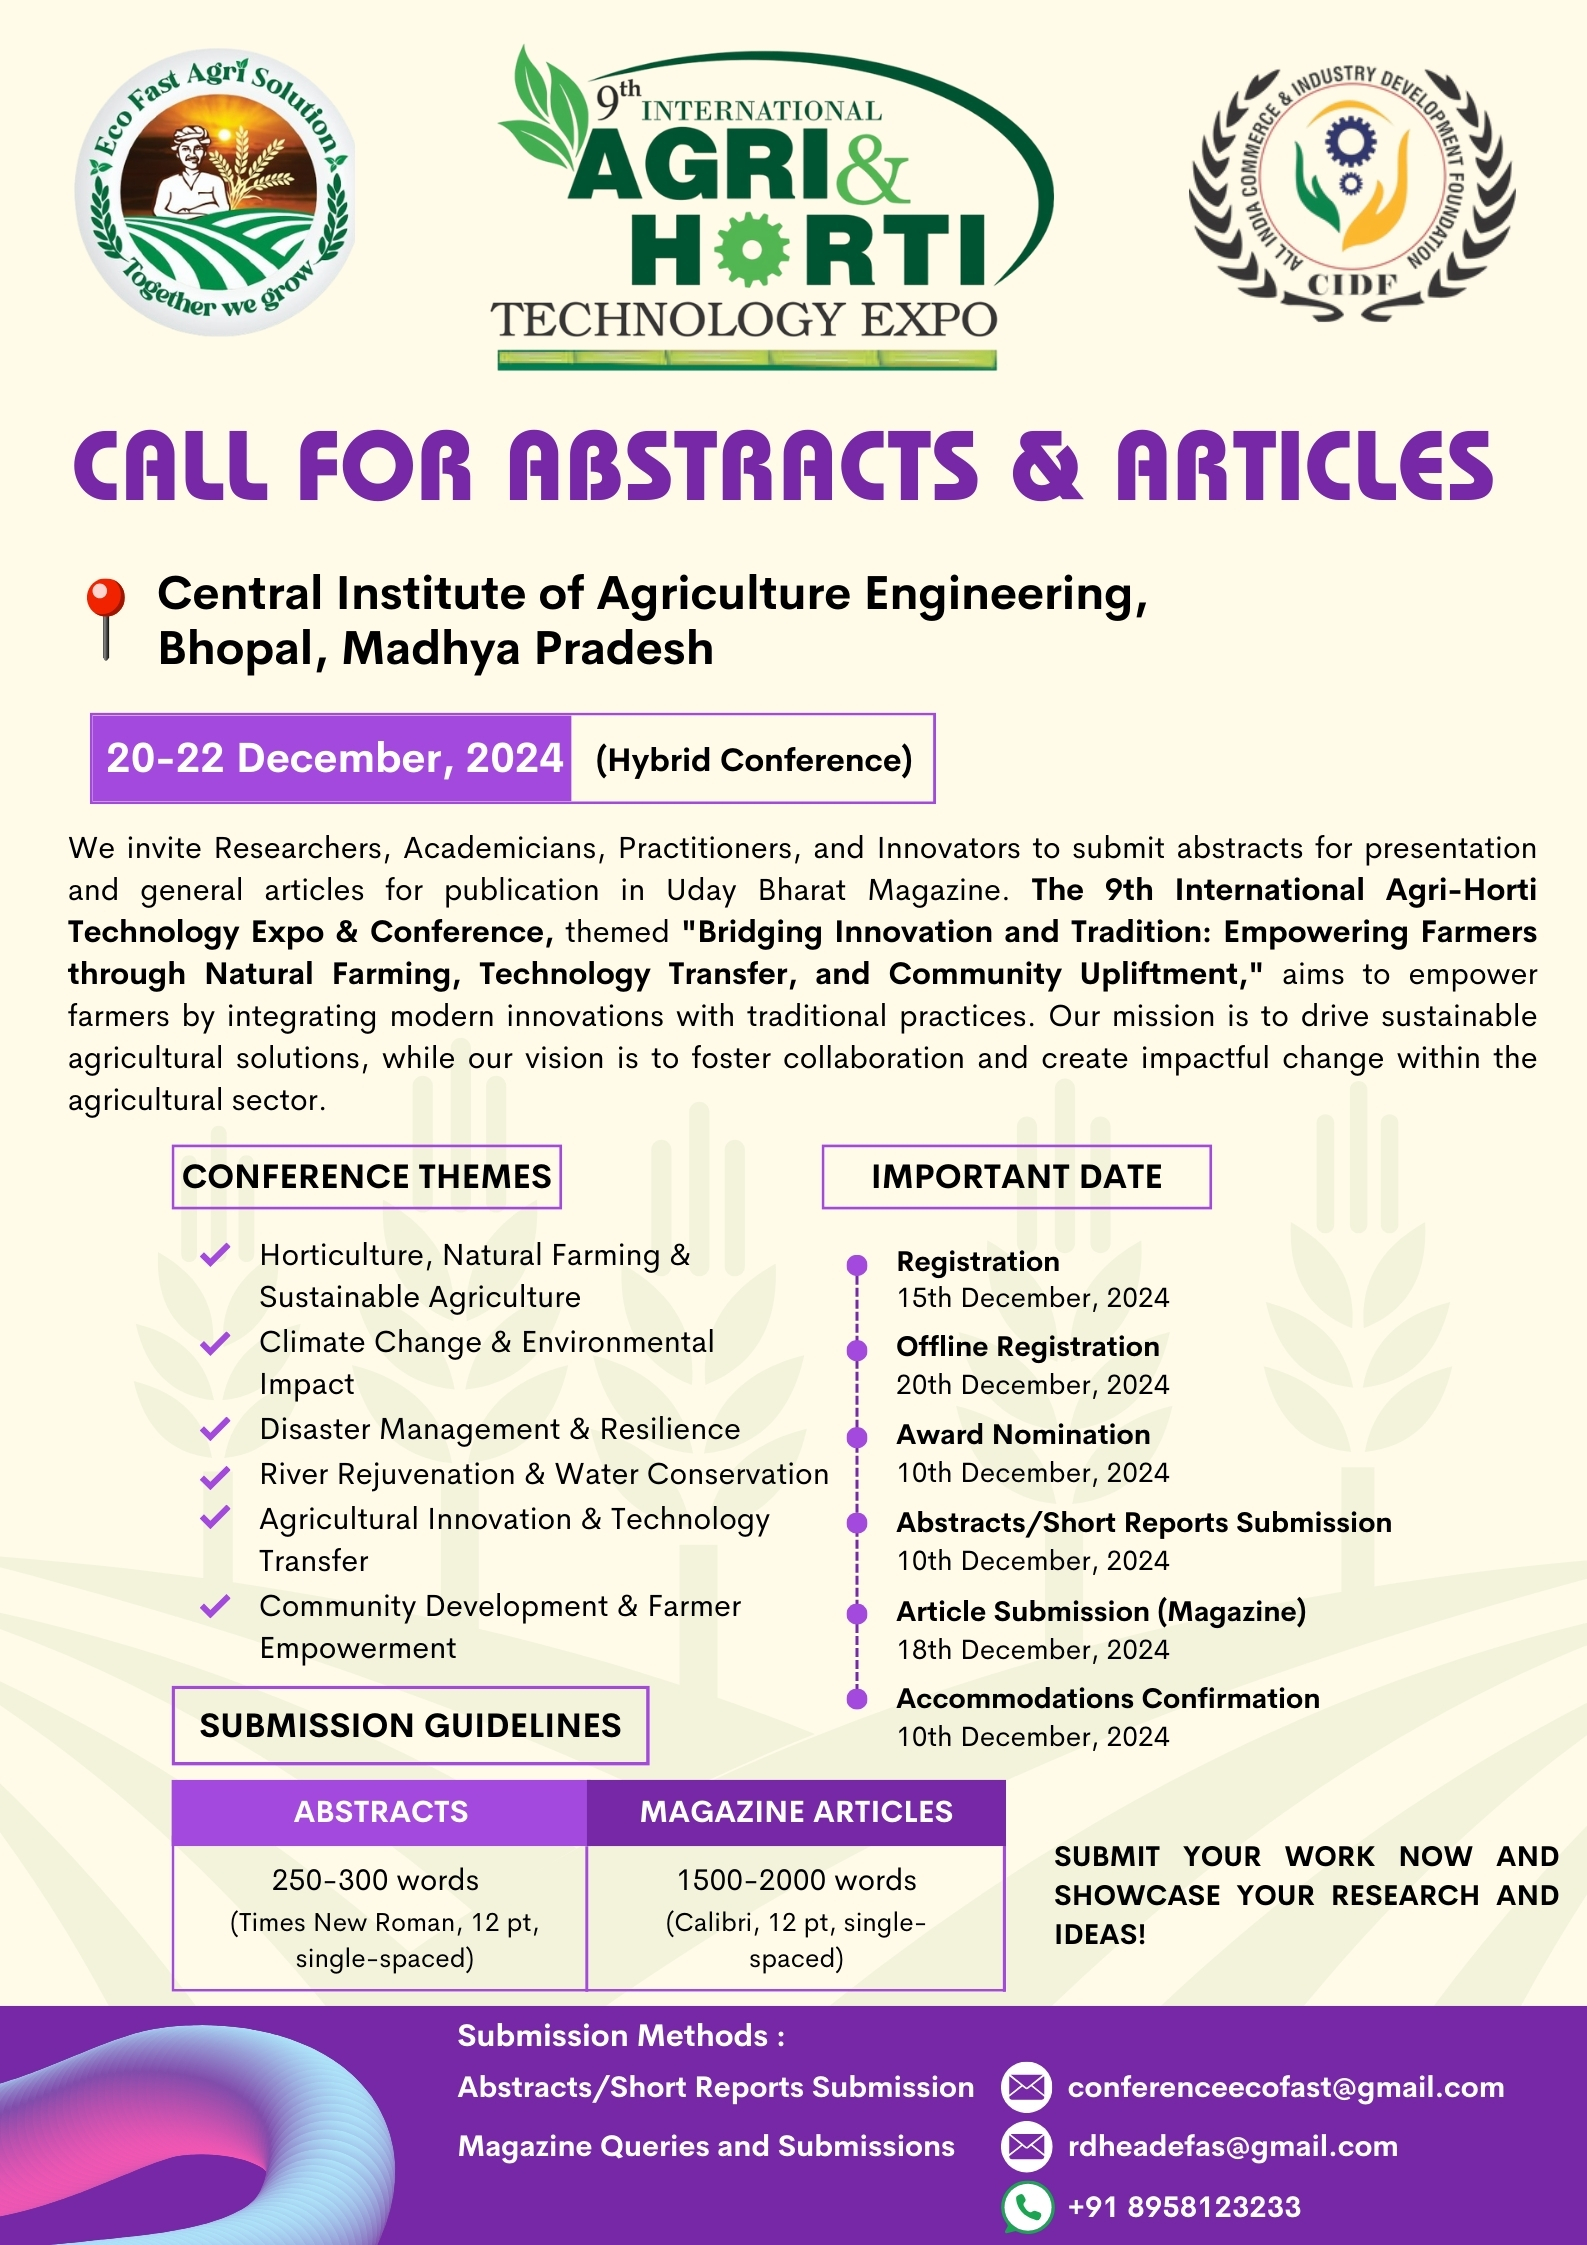 Eco Fast Agri Solution
Together we grow
9th INTERNATIONAL
AGRI &
HORTI
TECHNOLOGY EXPO
ALL INDIA COMMERCE & INDUSTRY DEVELOPMENT FOUNDATION
CIDF
CALL FOR ABSTRACTS & ARTICLES
Central Institute of Agriculture Engineering,
Bhopal, Madhya Pradesh
20-22 December, 2024 (Hybrid Conference)
We invite Researchers, Academicians, Practitioners, and Innovators to submit abstracts for presentation
and general articles for publication in Uday Bharat Magazine. The 9th International Agri-Horti
Technology Expo & Conference, themed "Bridging Innovation and Tradition: Empowering Farmers
through Natural Farming, Technology Transfer, and Community Upliftment," aims to empower
farmers by integrating modern innovations with traditional practices. Our mission is to drive sustainable
agricultural solutions, while our vision is to foster collaboration and create impactful change within the
agricultural sector.
CONFERENCE THEMES
Horticulture, Natural Farming &
Sustainable Agriculture
Climate Change & Environmental
Impact
Disaster Management & Resilience
River Rejuvenation & Water Conservation
Agricultural Innovation & Technology
Transfer
Community Development & Farmer
Empowerment
IMPORTANT DATE
Registration
15th December, 2024
Offline Registration
20th December, 2024
Award Nomination
10th December, 2024
Abstracts/Short Reports Submission
10th December, 2024
Article Submission (Magazine)
18th December, 2024
Accommodations Confirmation
10th December, 2024
SUBMISSION GUIDELINES
ABSTRACTS
250-300 words
(Times New Roman, 12 pt,
single-spaced)
MAGAZINE ARTICLES
1500-2000 words
(Calibri, 12 pt, single-
spaced)
SUBMIT YOUR WORK NOW AND
SHOWCASE YOUR RESEARCH AND
IDEAS!
Submission Methods :
Abstracts/Short Reports Submission conferenceecofast@gmail.com
Magazine Queries and Submissions rdheadefas@gmail.com
+91 8958123233